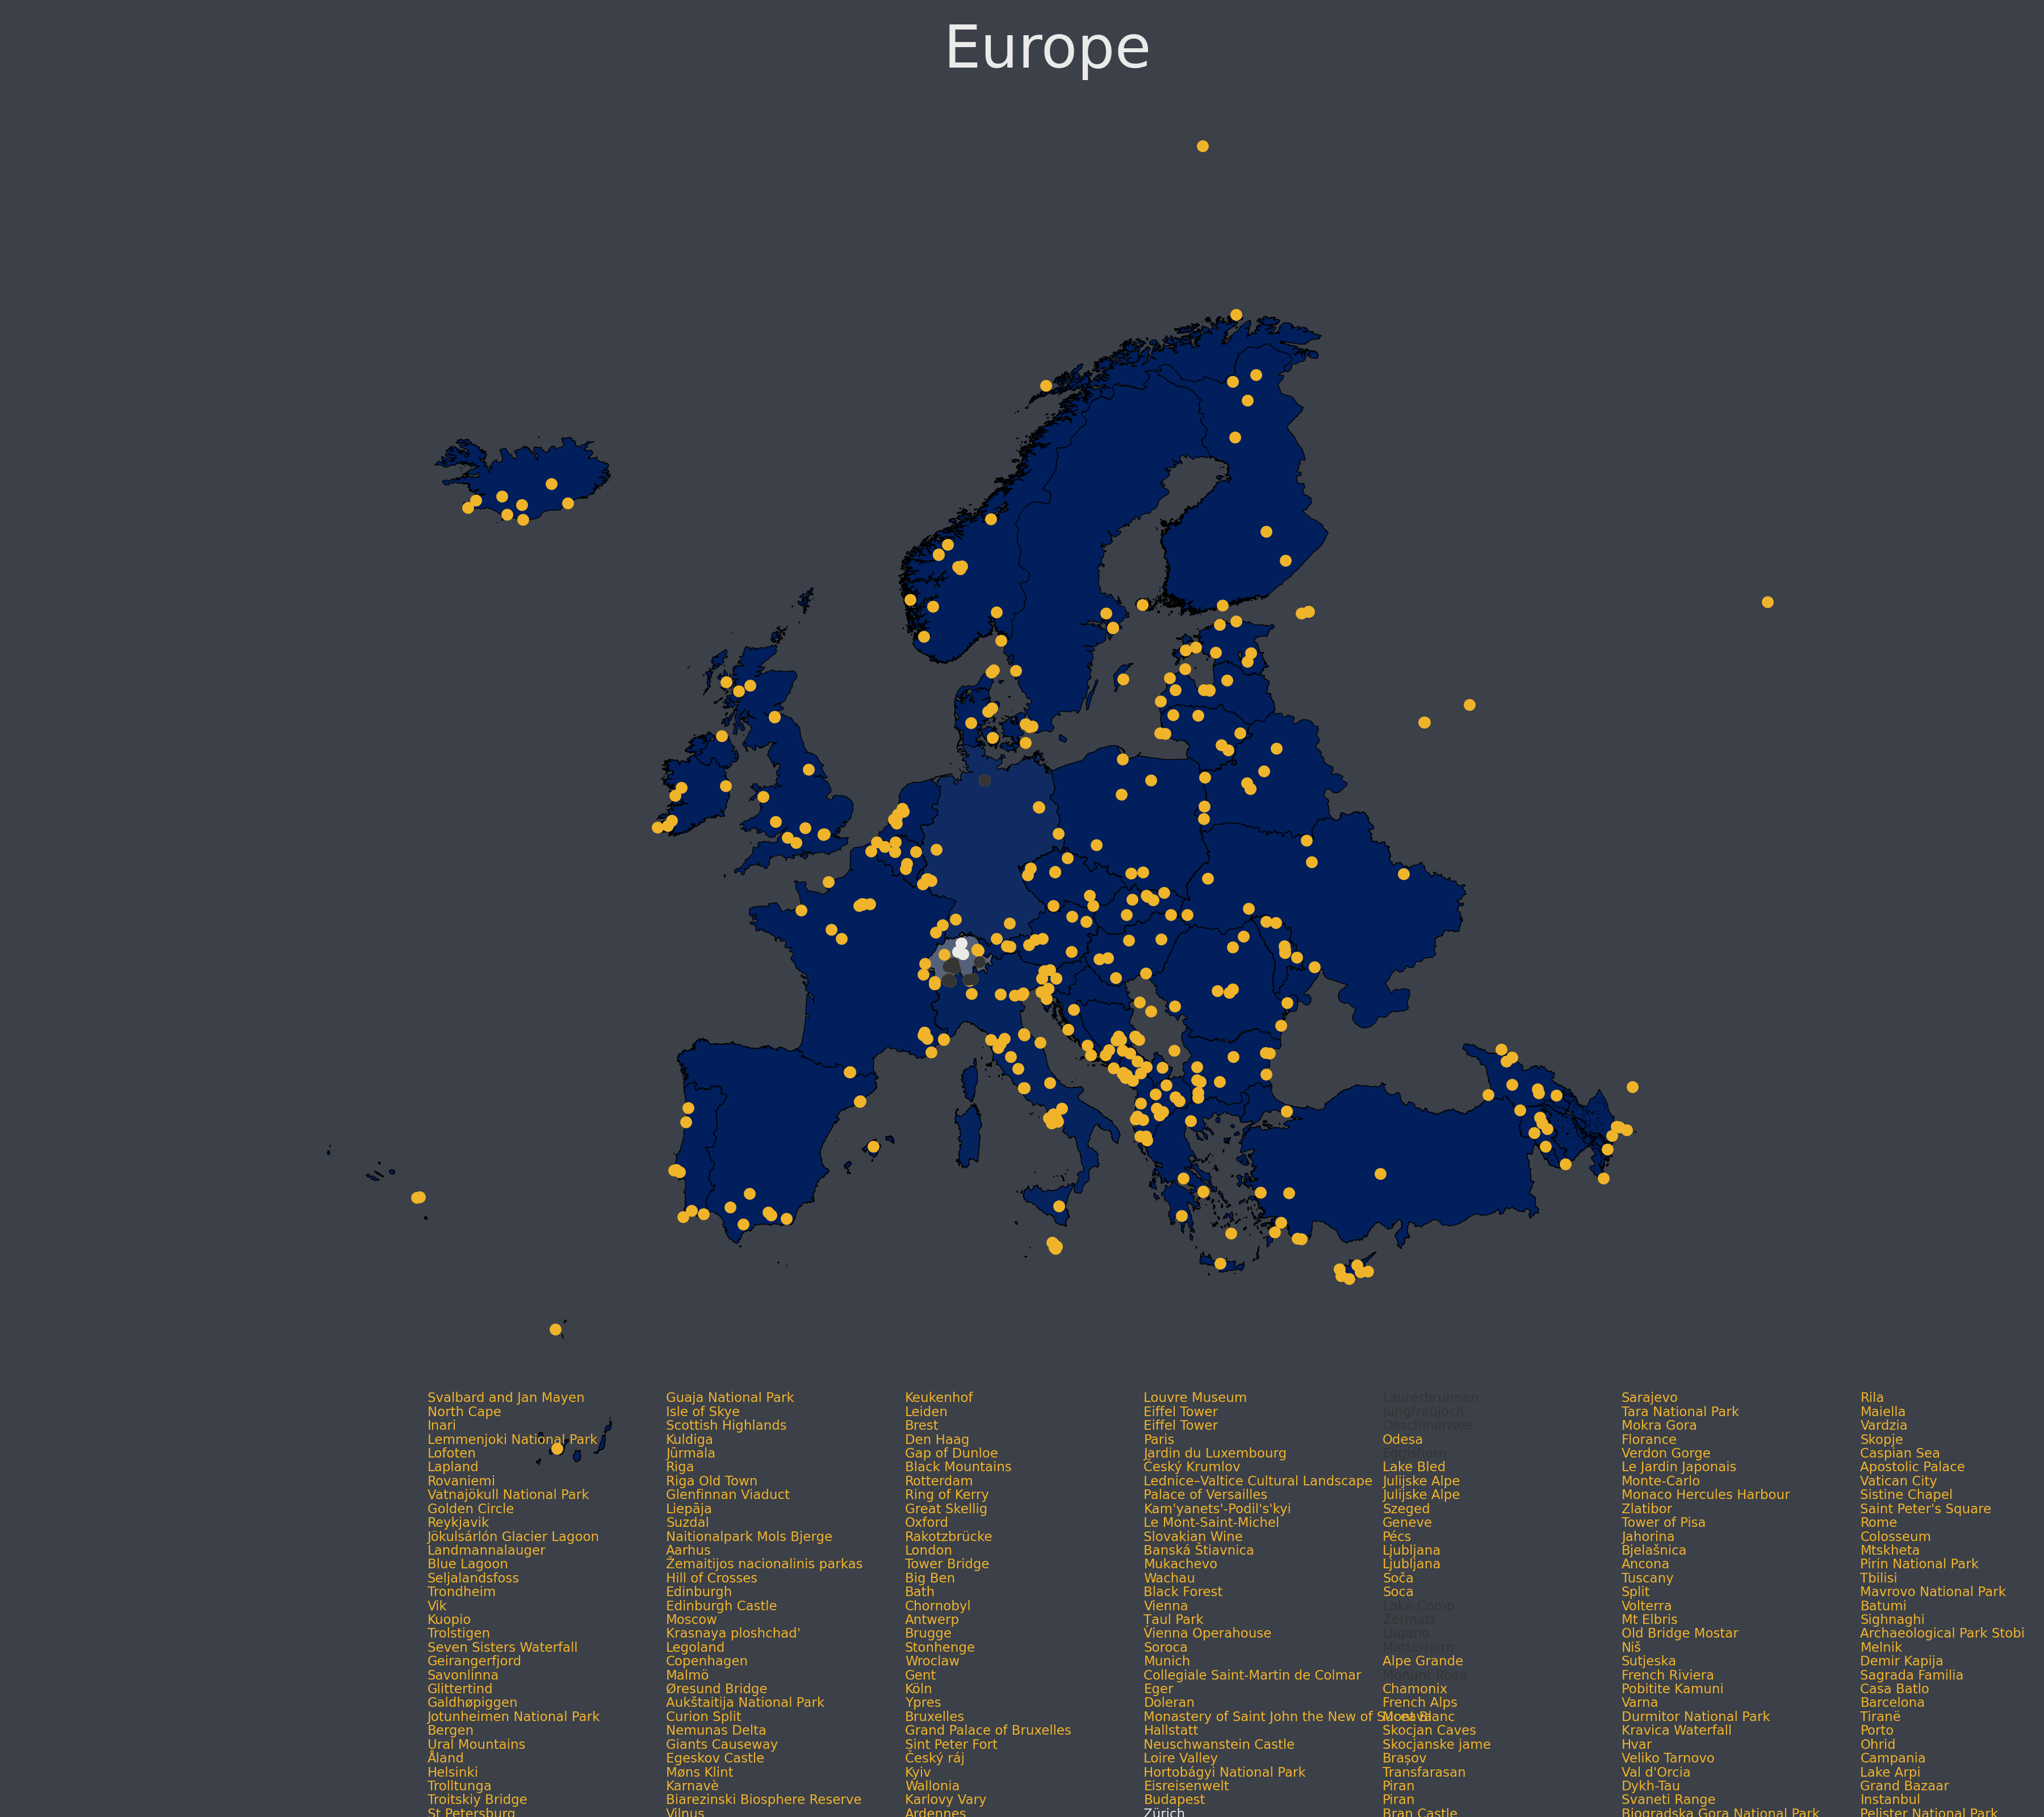 Europe
Svalbard and Jan Mayen
North Cape
Inari
Lemmenjoki National Park
Lofoten
Lapland
Rovaniemi
Vatnajökull National Park
Golden Circle
Reykjavik
Jökulsárlón Glacier Lagoon
Landmannalauger
Blue Lagoon
Seljalandsfoss
Trondheim
Vik
Kuopio
Trolstigen
Seven Sisters Waterfall
Geirangerfjord
Savonlinna
Glittertind
Galdhøpiggen
Jotunheimen National Park
Bergen
Ural Mountains
Åland
Helsinki
Trolltunga
Troitskiy Bridge
St Petersburg
Guaja National Park
Isle of Skye
Scottish Highlands
Kuldiga
Jūrmala
Riga
Riga Old Town
Glenfinnan Viaduct
Liepāja
Suzdal
Naitionalpark Mols Bjerge
Aarhus
Žemaitijos nacionalinis parkas
Hill of Crosses
Edinburgh
Edinburgh Castle
Moscow
Krasnaya ploshchad'
Legoland
Copenhagen
Malmö
Øresund Bridge
Aukštaitija National Park
Curion Split
Nemunas Delta
Giants Causeway
Egeskov Castle
Møns Klint
Karnavè
Biarezinski Biosphere Reserve
Vilnus
Keukenhof
Leiden
Brest
Den Haag
Gap of Dunloe
Black Mountains
Rotterdam
Ring of Kerry
Great Skellig
Oxford
Rakotzbrücke
London
Tower Bridge
Big Ben
Bath
Chornobyl
Antwerp
Brugge
Stonhenge
Wroclaw
Gent
Köln
Ypres
Bruxelles
Grand Palace of Bruxelles
Sint Peter Fort
Český ráj
Kyiv
Wallonia
Karlovy Vary
Ardennes
Louvre Museum
Eiffel Tower
Eiffel Tower
Paris
Jardin du Luxembourg
Český Krumlov
Lednice–Valtice Cultural Landscape
Palace of Versailles
Kam'yanets'-Podil's'kyi
Le Mont-Saint-Michel
Slovakian Wine
Banská Štiavnica
Mukachevo
Wachau
Black Forest
Vienna
Taul Park
Vienna Operahouse
Soroca
Munich
Collegiale Saint-Martin de Colmar
Eger
Doleran
Monastery of Saint John the New of Suceava
Hallstatt
Neuschwanstein Castle
Loire Valley
Hortobágyi National Park
Eisreisenwelt
Budapest
Zürich
Lauterbrunnen
Jungfraujoch
Oeschinensee
Odesa
Lake Bled
Julijske Alpe
Julijske Alpe
Szeged
Geneve
Pécs
Ljubljana
Ljubljana
Soča
Soca
Lake Como
Zermatt
Lugano
Matterhorn
Alpe Grande
Monunt Rosa
Chamonix
French Alps
Mont Blanc
Skocjan Caves
Skocjanske jame
Brașov
Transfarasan
Piran
Piran
Bran Castle
Sarajevo
Tara National Park
Mokra Gora
Florance
Verdon Gorge
Le Jardin Japonais
Monte-Carlo
Monaco Hercules Harbour
Zlatibor
Tower of Pisa
Jahorina
Bjelašnica
Ancona
Tuscany
Split
Volterra
Mt Elbris
Old Bridge Mostar
Niš
Sutjeska
French Riviera
Pobitite Kamuni
Varna
Durmitor National Park
Kravica Waterfall
Hvar
Veliko Tarnovo
Val d'Orcia
Dykh-Tau
Svaneti Range
Biogradska Gora National Park
Rila
Maiella
Vardzia
Skopje
Caspian Sea
Apostolic Palace
Vatican City
Sistine Chapel
Saint Peter's Square
Rome
Colosseum
Mtskheta
Pirin National Park
Tbilisi
Mavrovo National Park
Batumi
Sighnaghi
Archaeological Park Stobi
Melnik
Demir Kapija
Sagrada Familia
Casa Batlo
Barcelona
Tiranë
Porto
Ohrid
Campania
Lake Arpi
Grand Bazaar
Instanbul
Pelister National Park